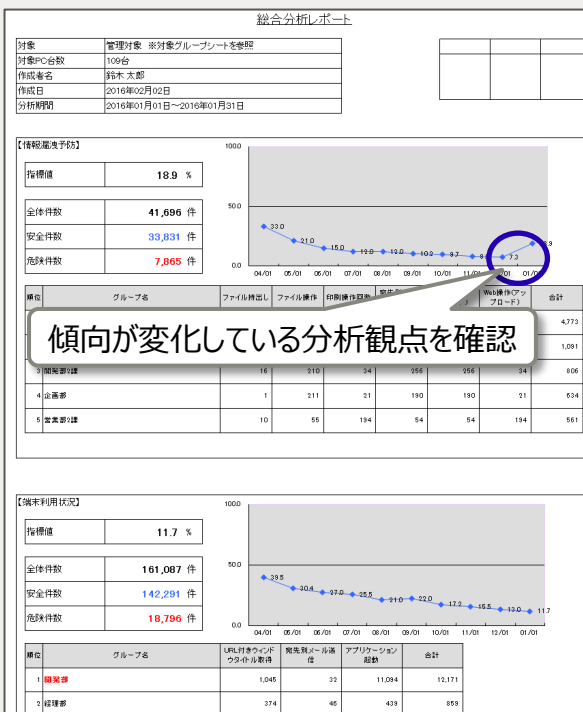 総合分析レポート
対象 管理対象 ※対象グループシートを参照
対象PC台数 109台
作成者名 鈴木 太郎
作成日 2016年02月02日
分析期間 2016年01月01日～2016年01月31日
【情報漏洩予防】
指標値 18.9 %
全体件数 41,696 件
安全件数 33,831 件
危険件数 7,865 件
100.0
50.0
0.0
33.0 21.0 15.0 12.0 12.0 10.2 9.7 7.3
04/01 05/01 06/01 07/01 08/01 09/01 10/01 11/01 01/01
順位 グループ名 ファイル持出し ファイル操作 印刷操作回数 Web操作(アップロード) 合計
傾向が変化している分析観点を確認
4,773
1,091
3 開発部2課 16 210 34 256 256 34 806
4 企画部 1 211 21 190 190 21 634
5 営業部2課 10 55 194 54 54 194 561
【端末利用状況】
指標値 11.7 %
全体件数 161,087 件
安全件数 142,291 件
危険件数 18,796 件
100.0
50.0
0.0
39.5 30.4 27.0 25.5 21.0 22.0 17.2 15.5 13.0 11.7
04/01 05/01 06/01 07/01 08/01 09/01 10/01 11/01 12/01 01/01
順位 グループ名 URL付きウィンドウタイトル取得 宛先別メール送信 アプリケーション起動 合計
1 開発部 1,045 32 11,094 12,171
2 経理部 374 46 439 859